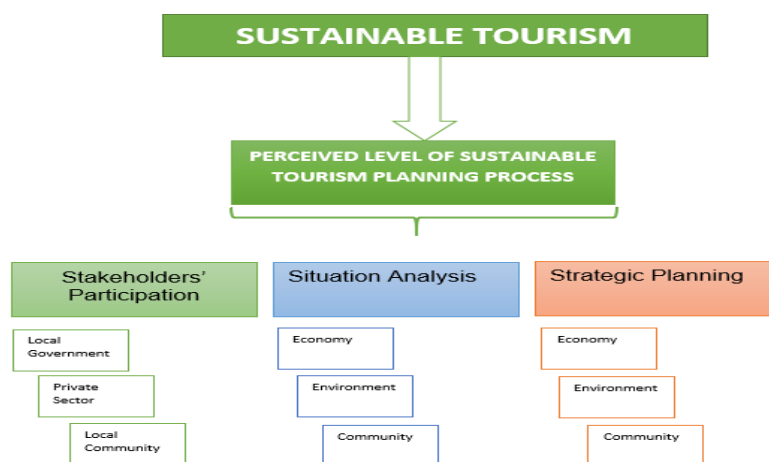 SUSTAINABLE TOURISM
PERCEIVED LEVEL OF SUSTAINABLE
TOURISM PLANNING PROCESS
Stakeholders'
Participation
Local
Government
Private
Sector
Local
Community
Situation Analysis
Economy
Environment
Community
Strategic Planning
Economy
Environment
Community